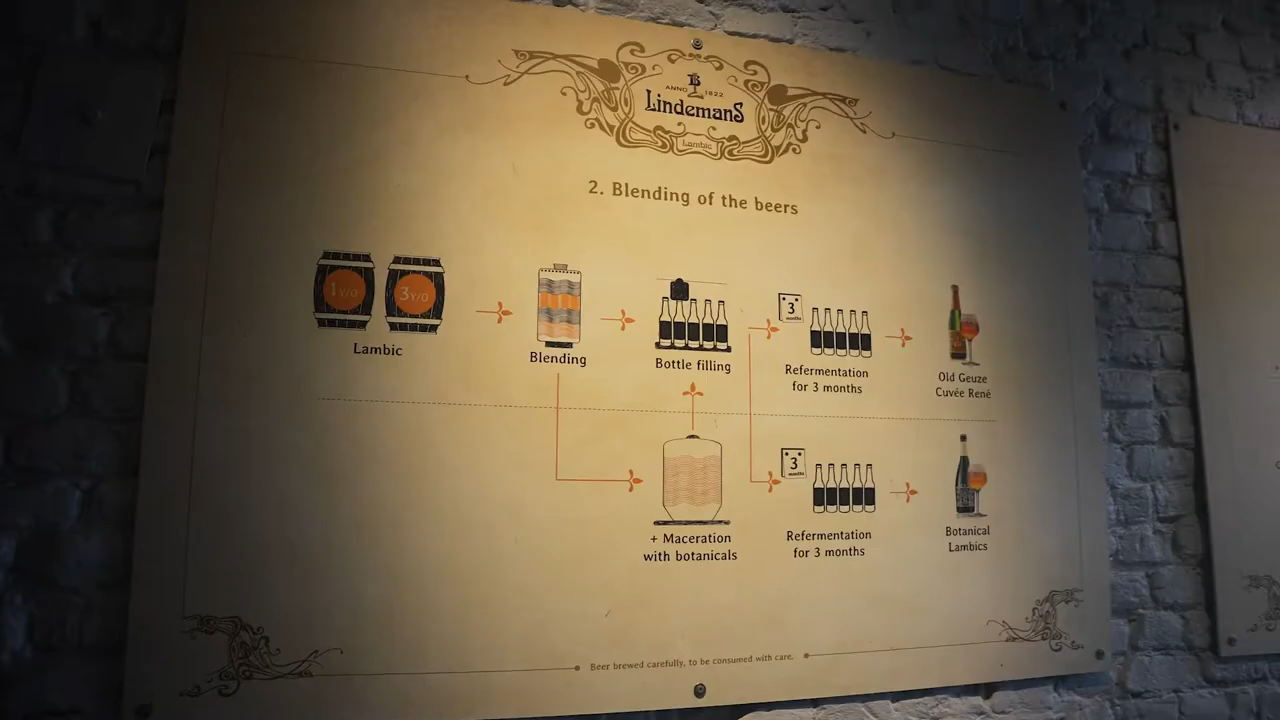 ANNO 1822
LindemanS
Lambic
2. Blending of the beers
1 Y/O
3 Y/O
Lambic
Blending
Bottle filling
3
months
Refermentation
for 3 months
Old Geuze
Cuvée René
+ Maceration
with botanicals
3
months
Refermentation
for 3 months
Botanical
Lambics
Beer brewed carefully, to be consumed with care.